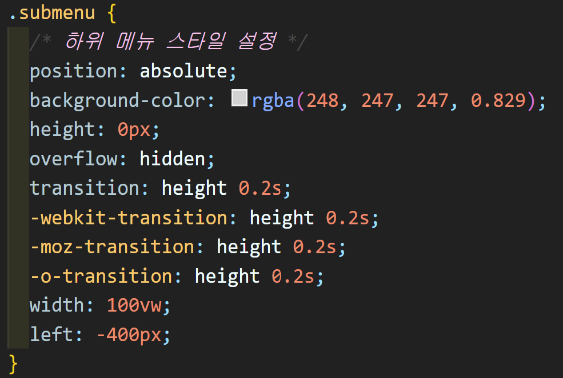 .submenu {
/* 하위 메뉴 스타일 설정 */
position: absolute;
background-color: rgba(248, 247, 247, 0.829);
height: 0px;
overflow: hidden;
transition: height 0.2s;
-webkit-transition: height 0.2s;
-moz-transition: height 0.2s;
-o-transition: height 0.2s;
width: 100vw;
left: -400px;
}